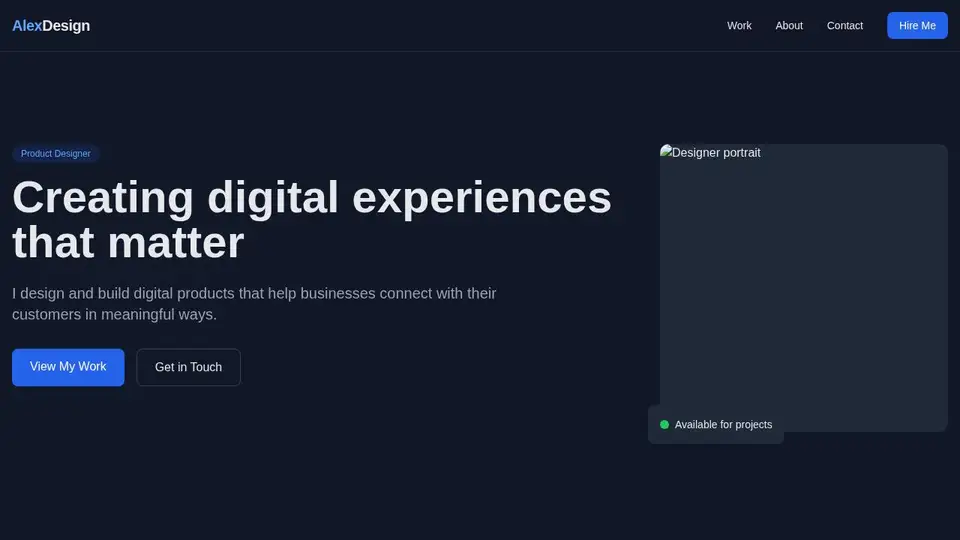 AlexDesign
Work
About
Contact
Hire Me
Product Designer
Creating digital experiences
that matter
I design and build digital products that help businesses connect with their
customers in meaningful ways.
View My Work
Get in Touch
Designer portrait
Available for projects